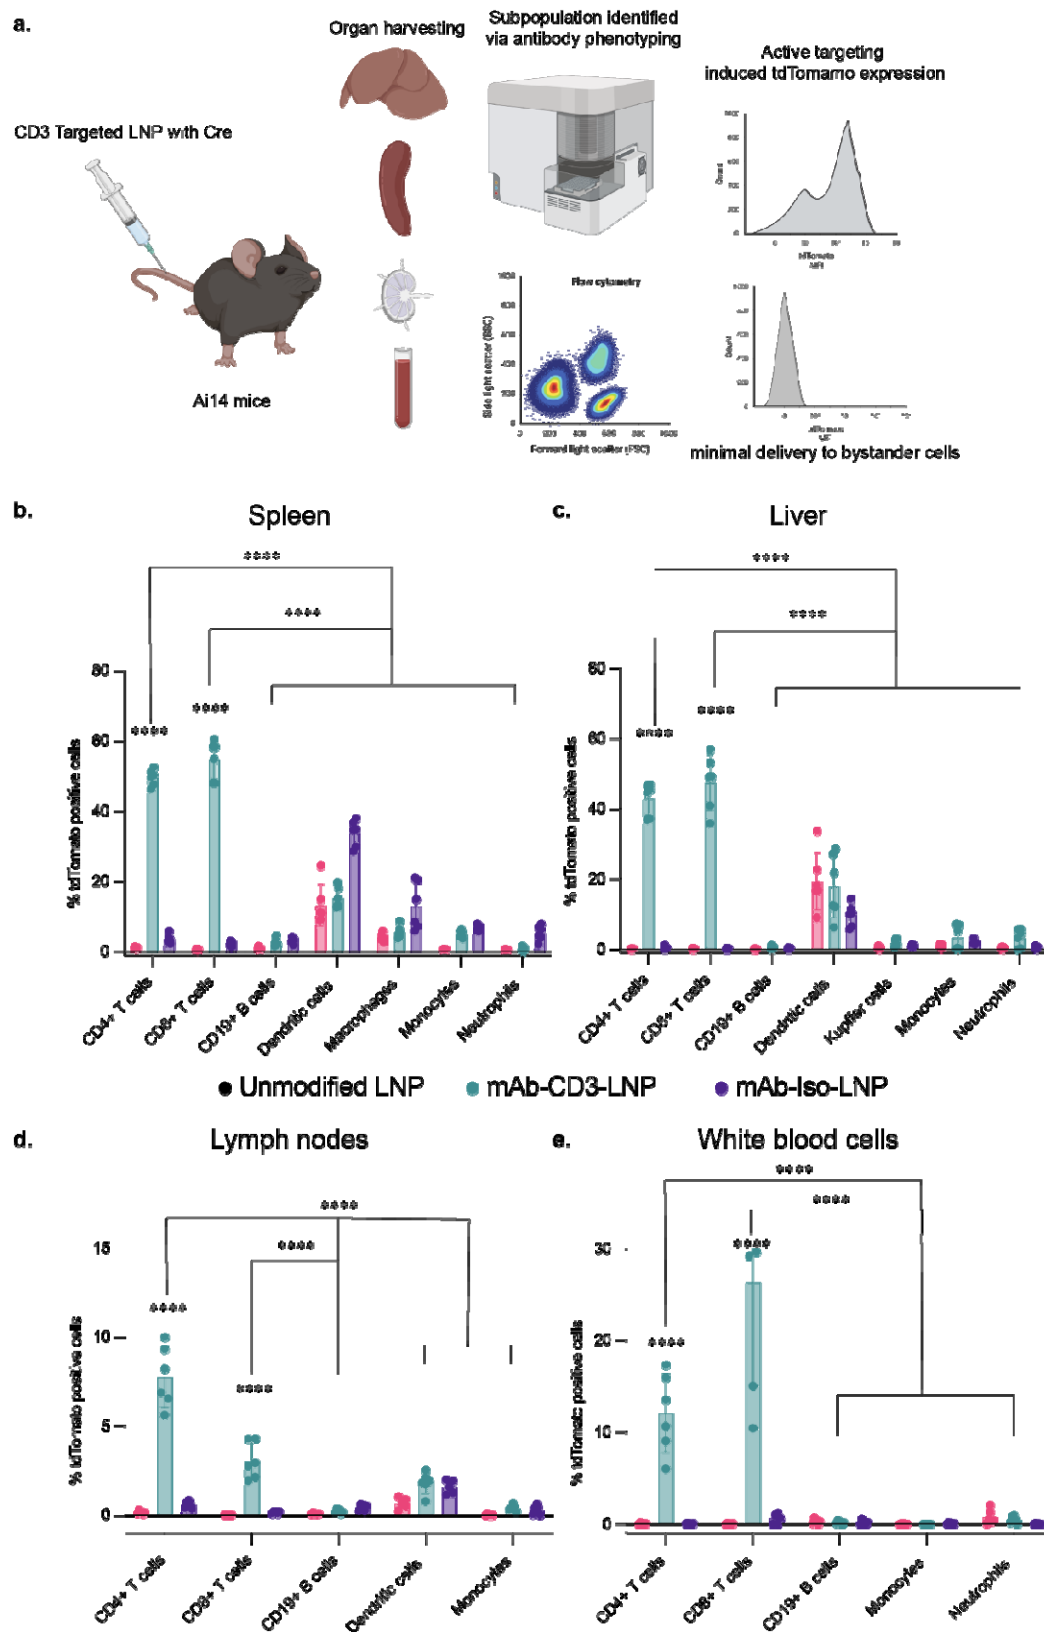 a.
Organ harvesting
Subpopulation identified
via antibody phenotyping
Active targeting
induced tdTomamo expression
CD3 Targeted LNP with Cre
Ai14 mice
Flow cytometry
Side light scatter (SSC)
Forward light scatter (FSC)
Count
tdTomato
Count
minimal delivery to bystander cells
b.
Spleen
****
****
****
****
% tdTomato positive cells
80
60
40
20
0
CD4+ T cells
CD8+ T cells
CD19+ B cells
Dendritic cells
Macrophages
Monocytes
Neutrophils
c.
Liver
****
****
****
****
% tdTomato positive cells
80
60
40
20
0
CD4+ T cells
CD8+ T cells
CD19+ B cells
Dendritic cells
Kupffer cells
Monocytes
Neutrophils
Unmodified LNP
mAb-CD3-LNP
mAb-Iso-LNP
d.
Lymph nodes
****
****
****
****
% tdTomato positive cells
15
10
5
0
CD4+ T cells
CD8+ T cells
CD19+ B cells
Dendritic cells
Monocytes
e.
White blood cells
****
****
****
****
% tdTomato positive cells
30
20
10
0
CD4+ T cells
CD8+ T cells
CD19+ B cells
Monocytes
Neutrophils